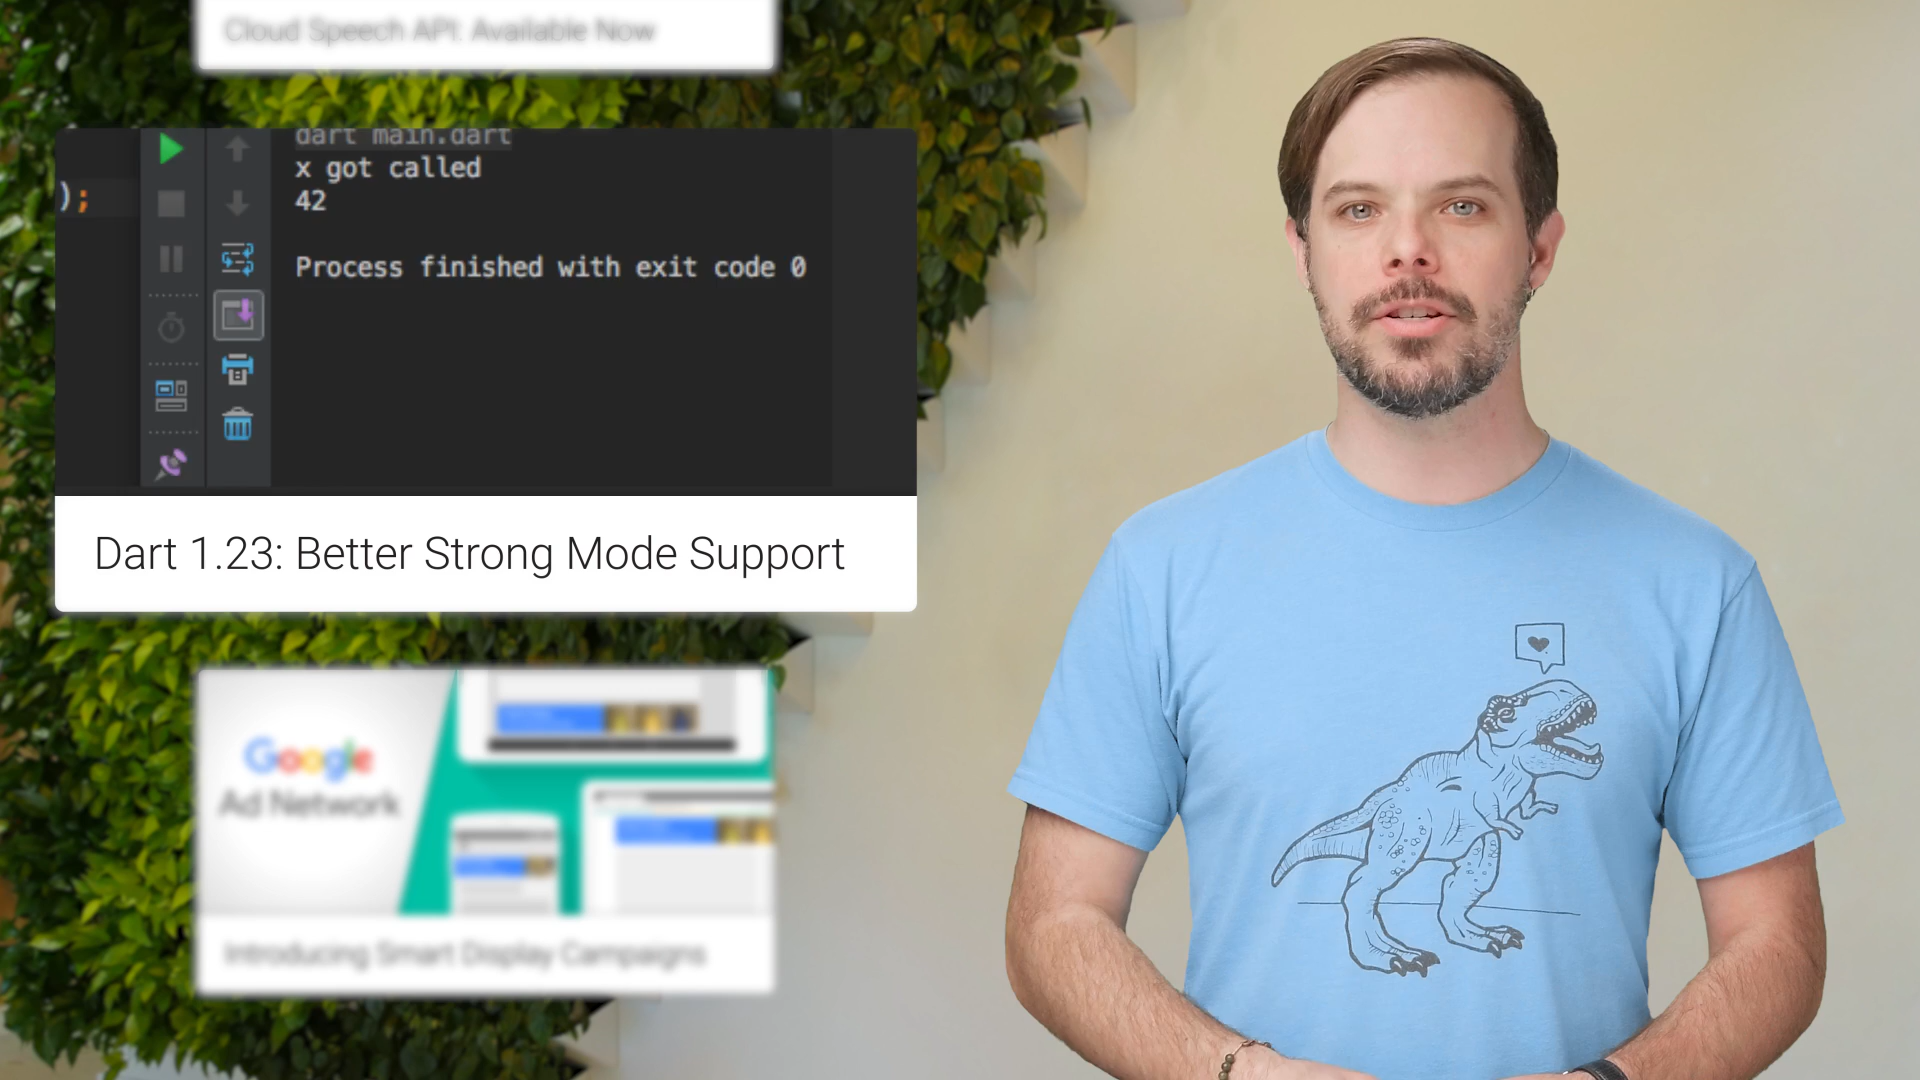 Cloud Speech API: Available Now
dart main.dart
x got called
42
);
Process finished with exit code 0
Dart 1.23: Better Strong Mode Support
Google
Ad Network
Introducing Smart Display Campaigns